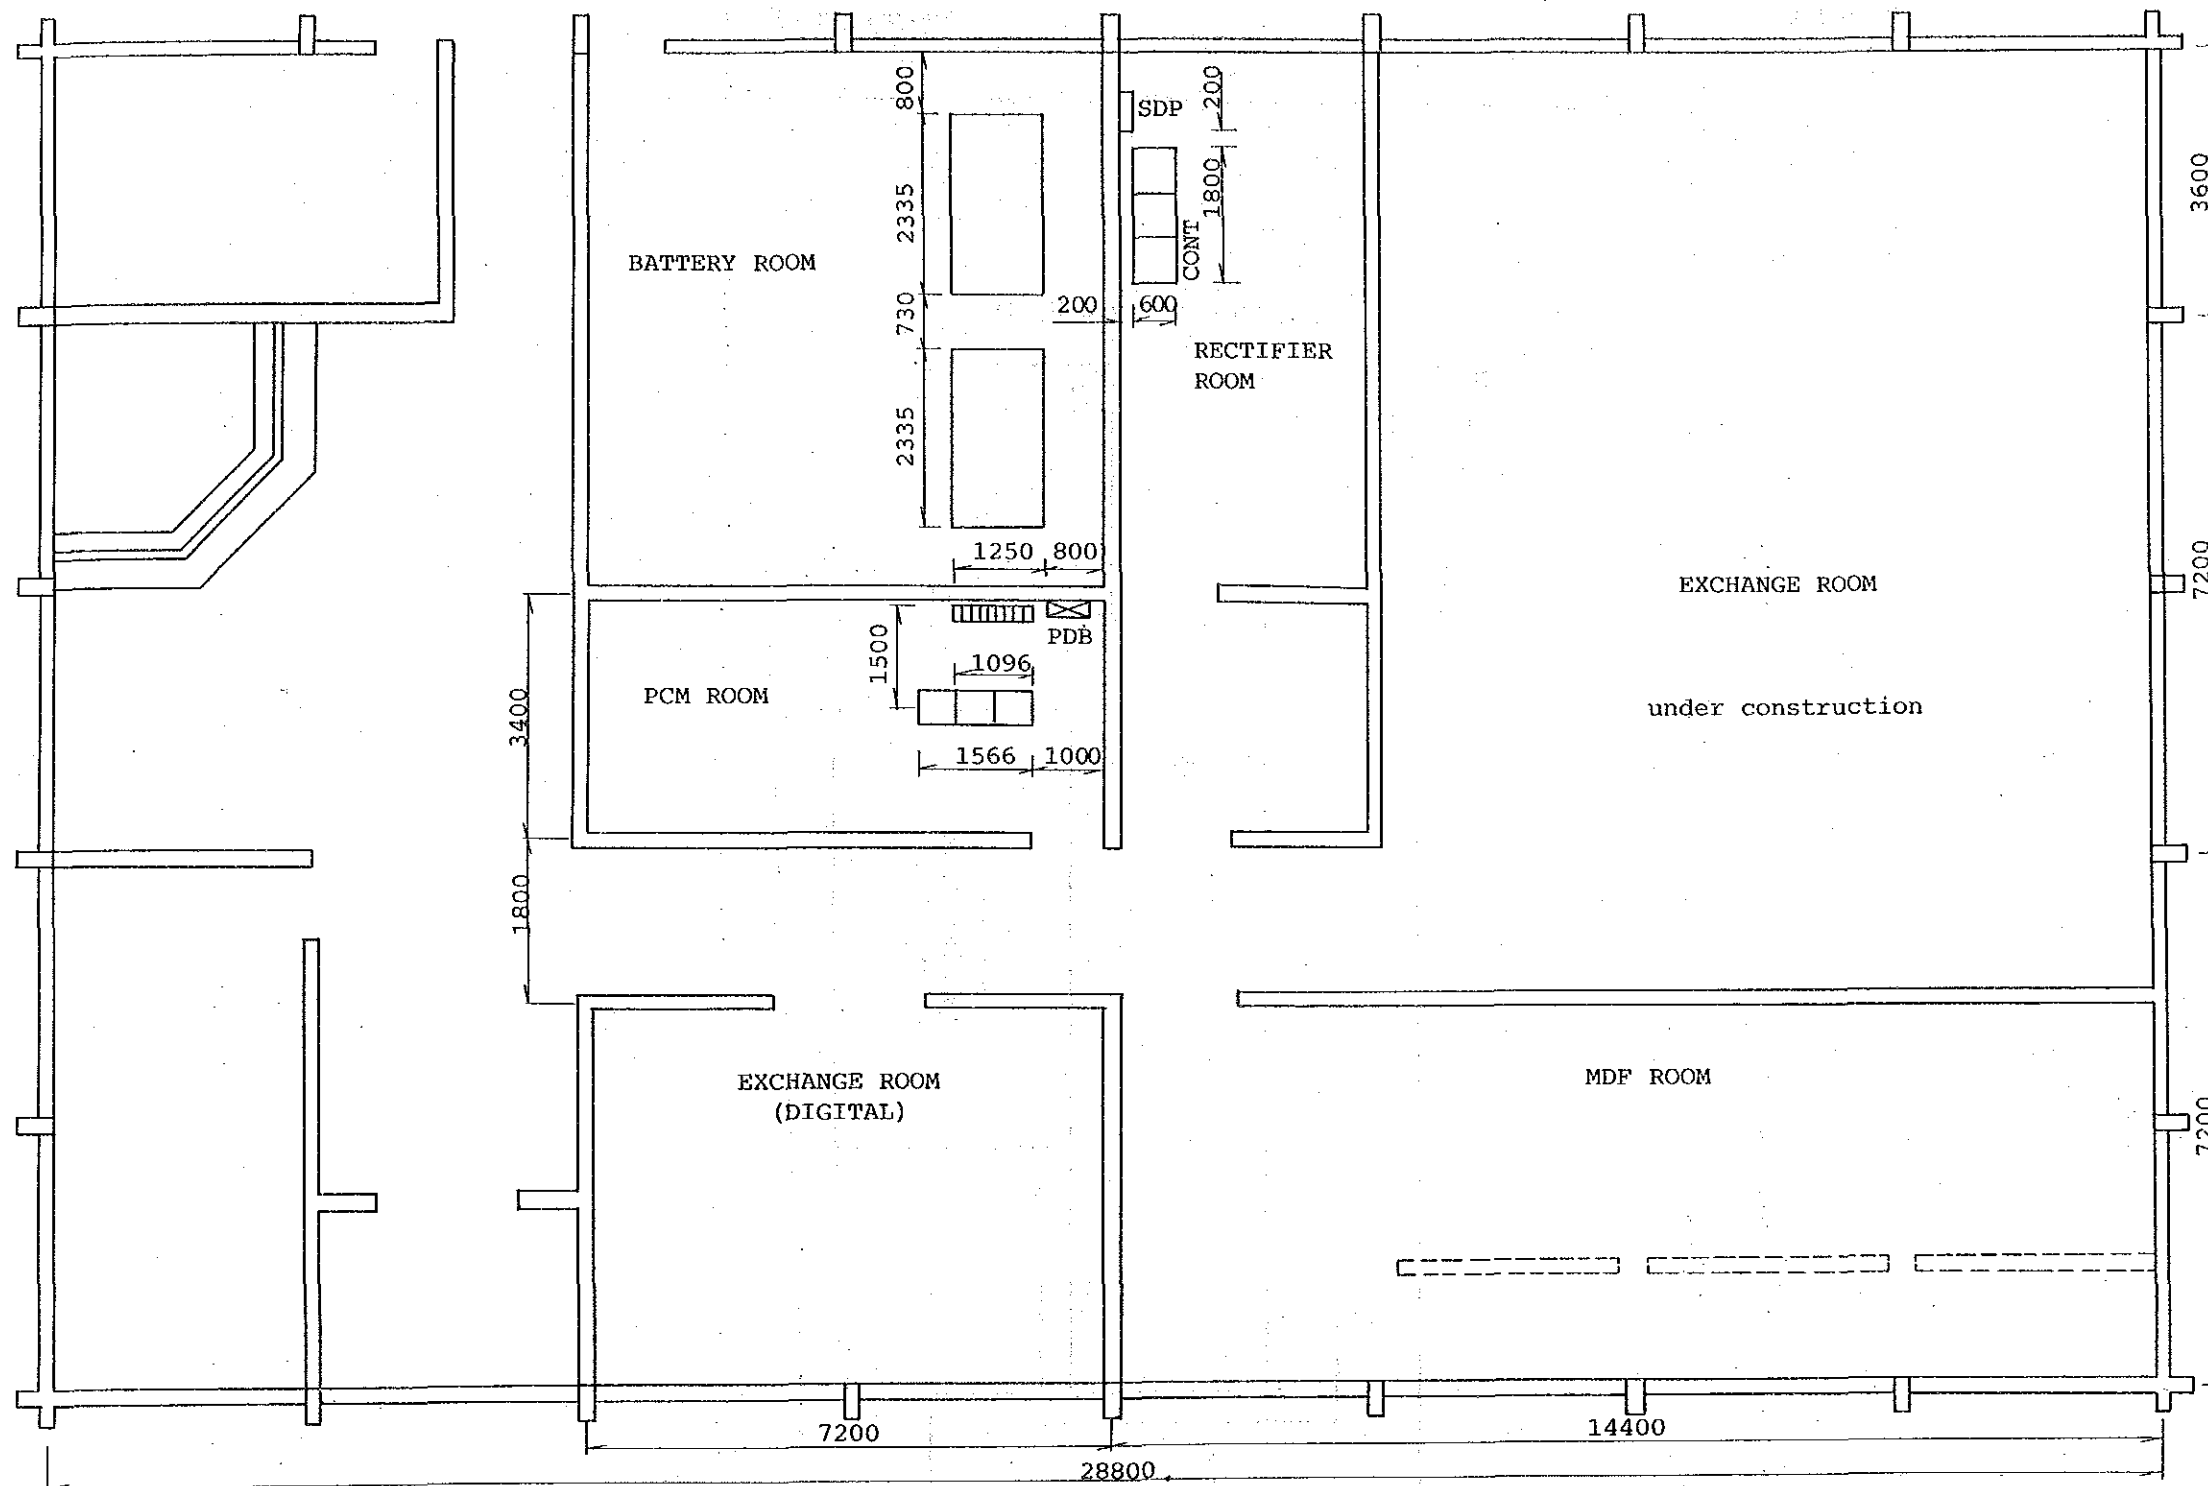 800
SDP
200
1800
3600
2335
CONT
BATTERY ROOM
200
600
730
RECTIFIER
ROOM
2335
1250
800
7200
EXCHANGE ROOM
PDB
1500
1096
PCM ROOM
3400
under construction
1566
1000
1800
EXCHANGE ROOM
(DIGITAL)
MDF ROOM
7200
7200
14400
28800